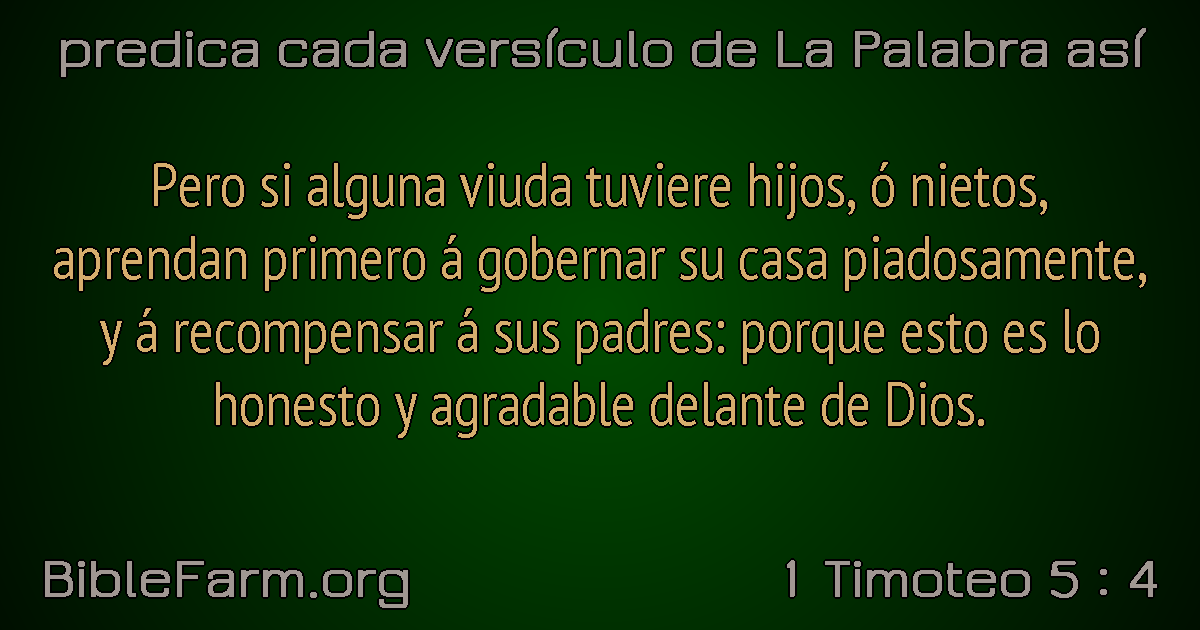 predica cada versículo de La Palabra así
Pero si alguna viuda tuviere hijos, ó nietos,
aprendan primero á gobernar su casa piadosamente,
y á recompensar á sus padres: porque esto es lo
honesto y agradable delante de Dios.
BibleFarm.org
1 Timoteo 5 : 4